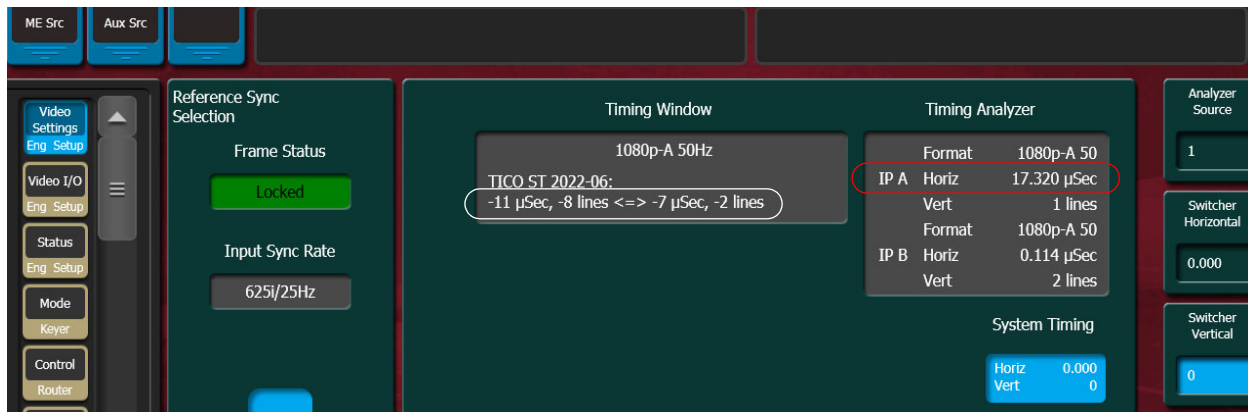 ME Src
Aux Src
Video
Settings
Eng Setup
Video I/O
Eng Setup
Status
Eng Setup
Mode
Keyer
Control
Router
Reference Sync
Selection
Frame Status
Locked
Input Sync Rate
625i/25Hz
Timing Window
1080p-A 50Hz
TICO ST 2022-06:
-11 µSec, -8 lines <=> -7 µSec, -2 lines
Timing Analyzer
Format 1080p-A 50
IP A Horiz 17.320 µSec
Vert 1 lines
Format 1080p-A 50
IP B Horiz 0.114 µSec
Vert 2 lines
System Timing
Horiz 0.000
Vert 0
Analyzer
Source
1
Switcher
Horizontal
0.000
Switcher
Vertical
0